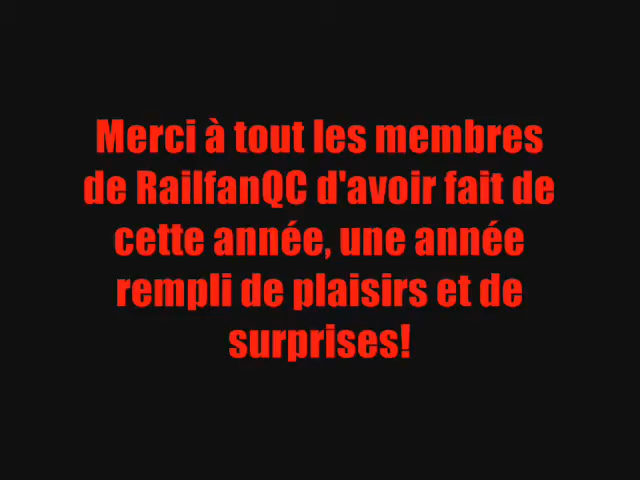 Merci à tout les membres
de RailfanQC d'avoir fait de
cette année, une année
rempli de plaisirs et de
surprises!